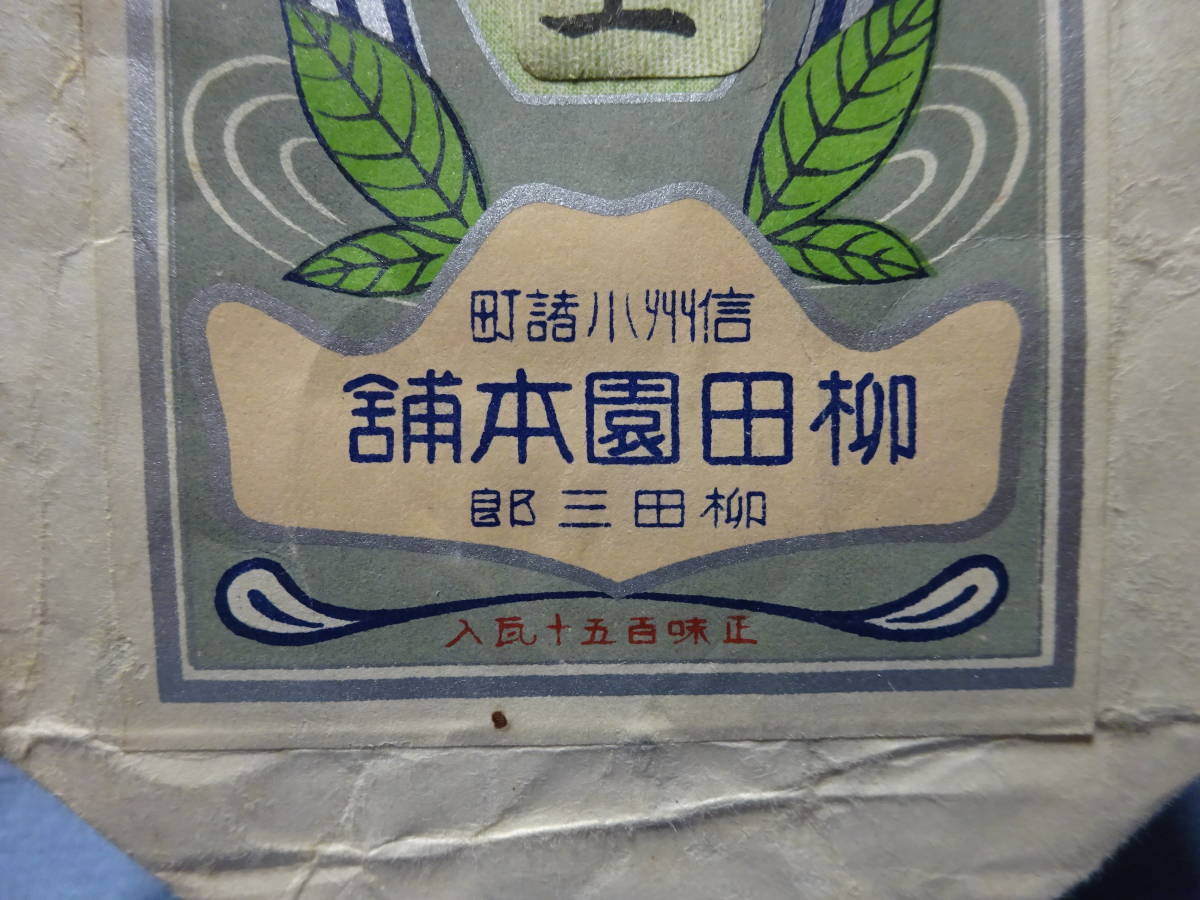 信州小諸町
柳田園本舖
柳田三郎
正味百五十瓦入